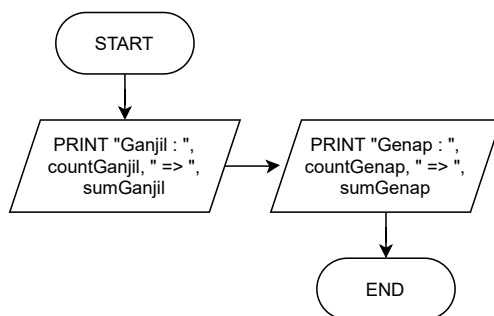 START
PRINT "Ganjil : ",
countGanjil, " => ",
sumGanjil
PRINT "Genap : ",
countGenap, " => ",
sumGenap
END